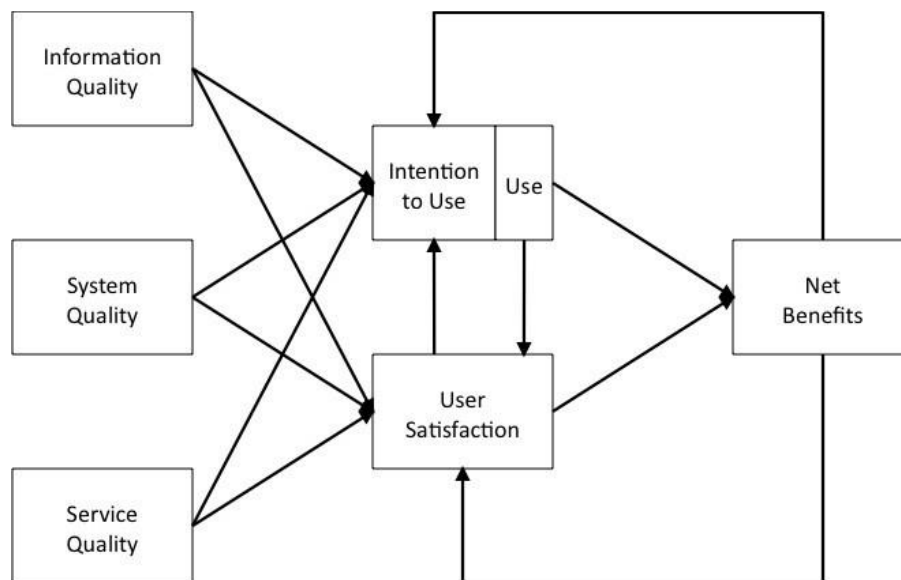 Information
Quality
Intention
to Use
Use
System
Quality
Net
Benefits
User
Satisfaction
Service
Quality